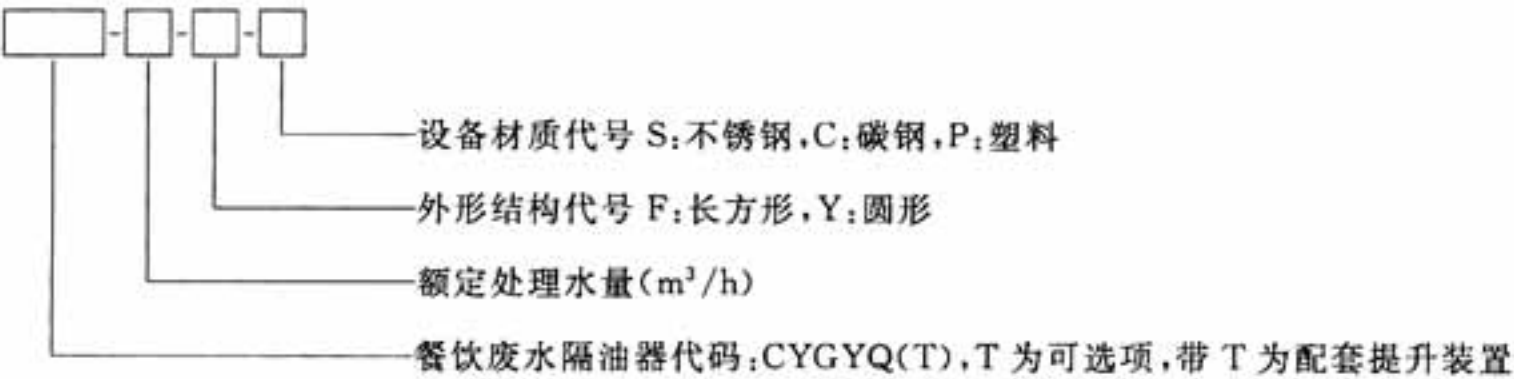 设备材质代号 S:不锈钢,C:碳钢,P:塑料
外形结构代号 F:长方形,Y:圆形
额定处理水量(m³/h)
餐饮废水隔油器代码:CYGYQ(T),T 为可选项,带 T 为配套提升装置